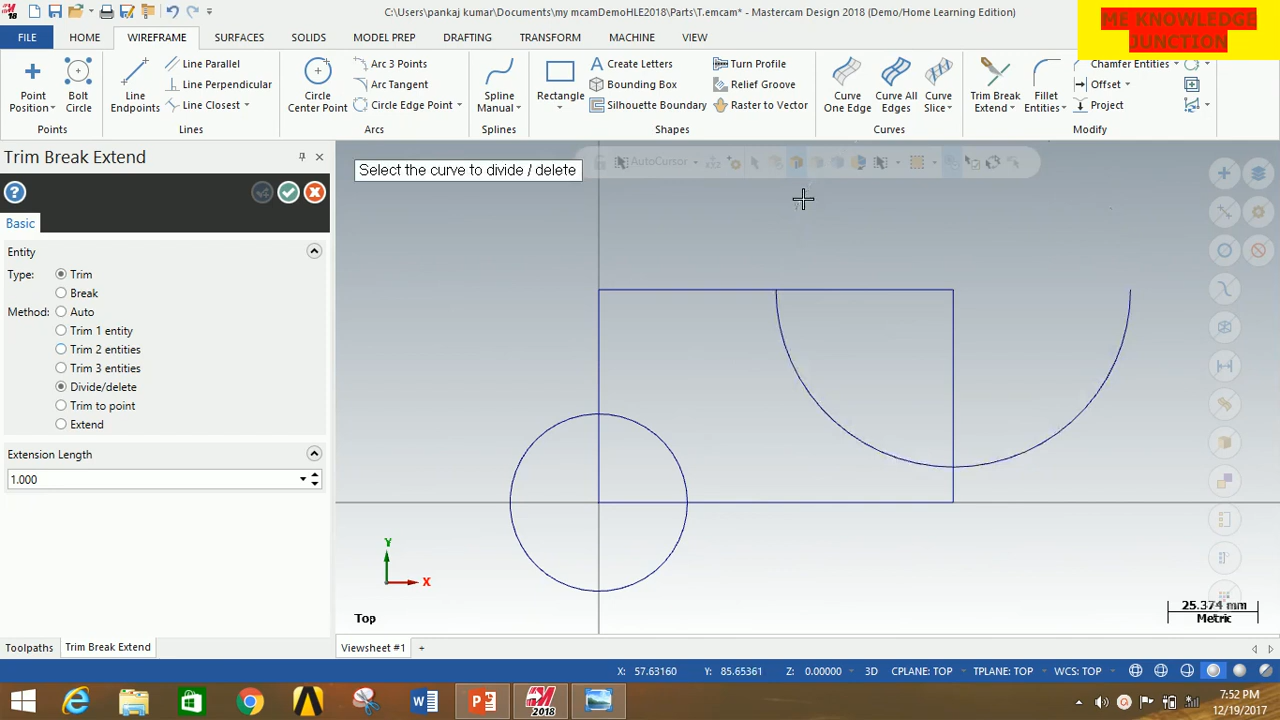 C:\Users\pankaj kumar\Documents\my mcamDemoHLE2018\Parts\T.emcam* - Mastercam Design 2018 (Demo/Home Learning Edition)
ME KNOWLEDGE
JUNCTION
FILE HOME WIREFRAME SURFACES SOLIDS MODEL PREP DRAFTING TRANSFORM MACHINE VIEW
Line Parallel Arc 3 Points Create Letters Turn Profile Chamfer Entities
Line Perpendicular Arc Tangent Bounding Box Relief Groove Offset
Point Bolt Line Line Closest Circle Circle Edge Point Spline Rectangle Silhouette Boundary Raster to Vector Curve Curve All Curve Trim Break Fillet Project
Position Circle Endpoints Center Point Manual One Edge Edges Slice Extend Entities
Points Lines Arcs Splines Shapes Curves Modify
Trim Break Extend
Select the curve to divide / delete
AutoCursor
Basic
Entity
Type: Trim
Break
Method: Auto
Trim 1 entity
Trim 2 entities
Trim 3 entities
Divide/delete
Trim to point
Extend
Extension Length
1.000
Y
X
Top
25.374 mm
Metric
Toolpaths Trim Break Extend Viewsheet #1 +
X: 57.63160 Y: 85.65361 Z: 0.00000 3D CPLANE: TOP TPLANE: TOP WCS: TOP
2018
7:52 PM
12/19/2017